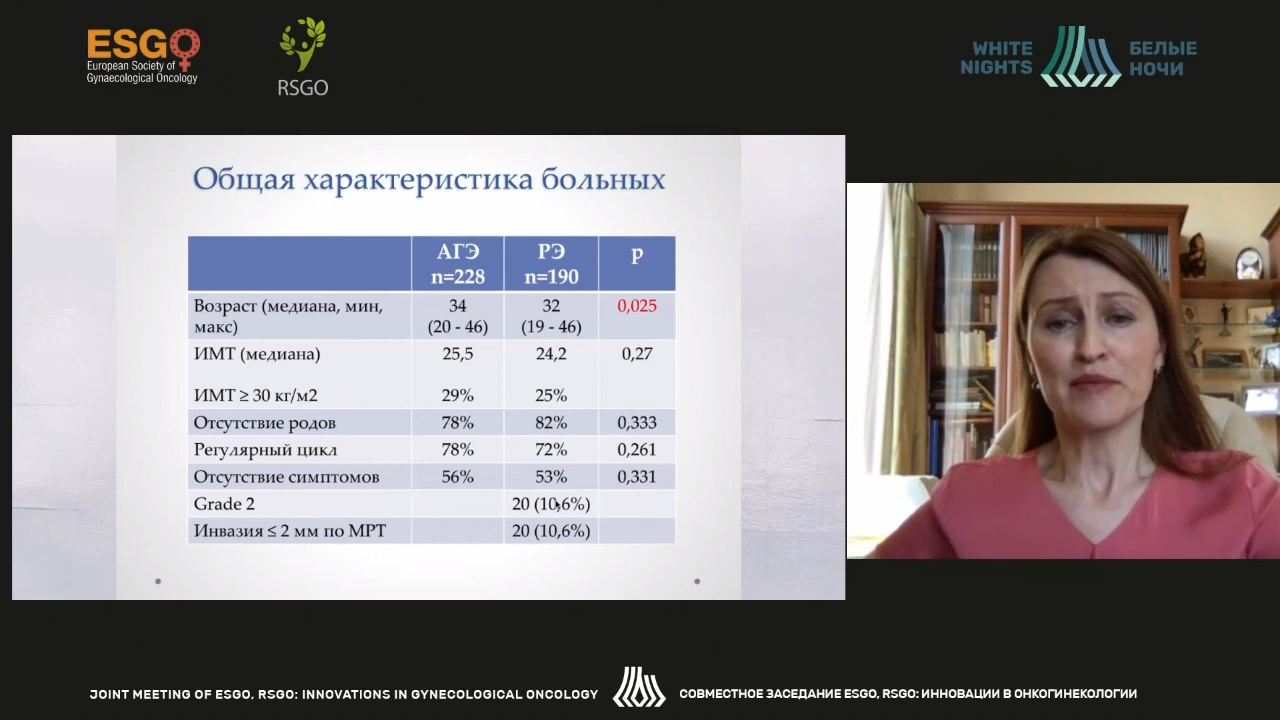 ESGO
European Society of
Gynaecological Oncology
RSGO
WHITE
NIGHTS
БЕЛЫЕ
НОЧИ
Общая характеристика больных
АГЭ
n=228
РЭ
n=190
p
Возраст (медиана, мин,
макс)
34
(20 - 46)
32
(19 - 46)
0,025
ИМТ (медиана)
25,5
24,2
0,27
ИМТ ≥ 30 кг/м2
29%
25%
Отсутствие родов
78%
82%
0,333
Регулярный цикл
78%
72%
0,261
Отсутствие симптомов
56%
53%
0,331
Grade 2
20 (10,6%)
Инвазия ≤ 2 мм по МРТ
20 (10,6%)
JOINT MEETING OF ESGO, RSGO: INNOVATIONS IN GYNECOLOGICAL ONCOLOGY
СОВМЕСТНОЕ ЗАСЕДАНИЕ ESGO, RSGO: ИННОВАЦИИ В ОНКОГИНЕКОЛОГИИ